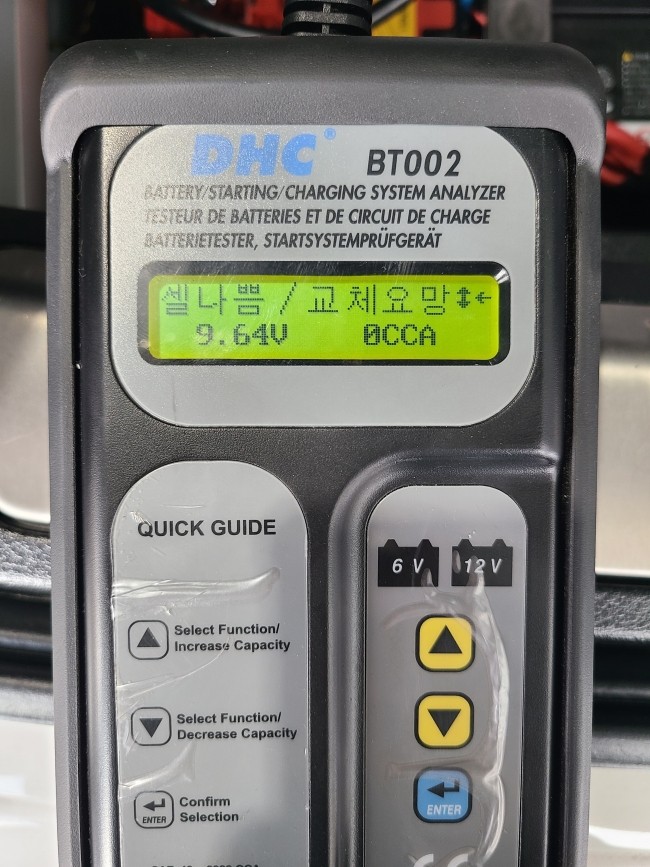 DHC® BT002
BATTERY/STARTING/CHARGING SYSTEM ANALYZER
TESTEUR DE BATTERIES ET DE CIRCUIT DE CHARGE
BATTERIETESTER, STARTSYSTEMPRÜFGERÄT
셀나쁨/교체요망↕←
9.64V 0CCA
QUICK GUIDE
6 V 12 V
Select Function/
Increase Capacity
Select Function/
Decrease Capacity
ENTER
Confirm
Selection
ENTER